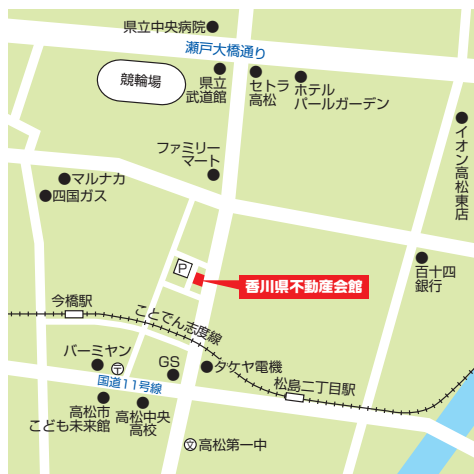 県立中央病院
瀬戸大橋通り
競輪場
県立
武道館
セトラ
高松
ホテル
パールガーデン
イオン高松東店
ファミリー
マート
マルナカ
四国ガス
P
香川県不動産会館
百十四
銀行
今橋駅
ことでん志度線
バーミヤン
〒
GS
タケヤ電機
国道11号線
松島二丁目駅
高松市
こども未来館
高松中央
高校
文
高松第一中